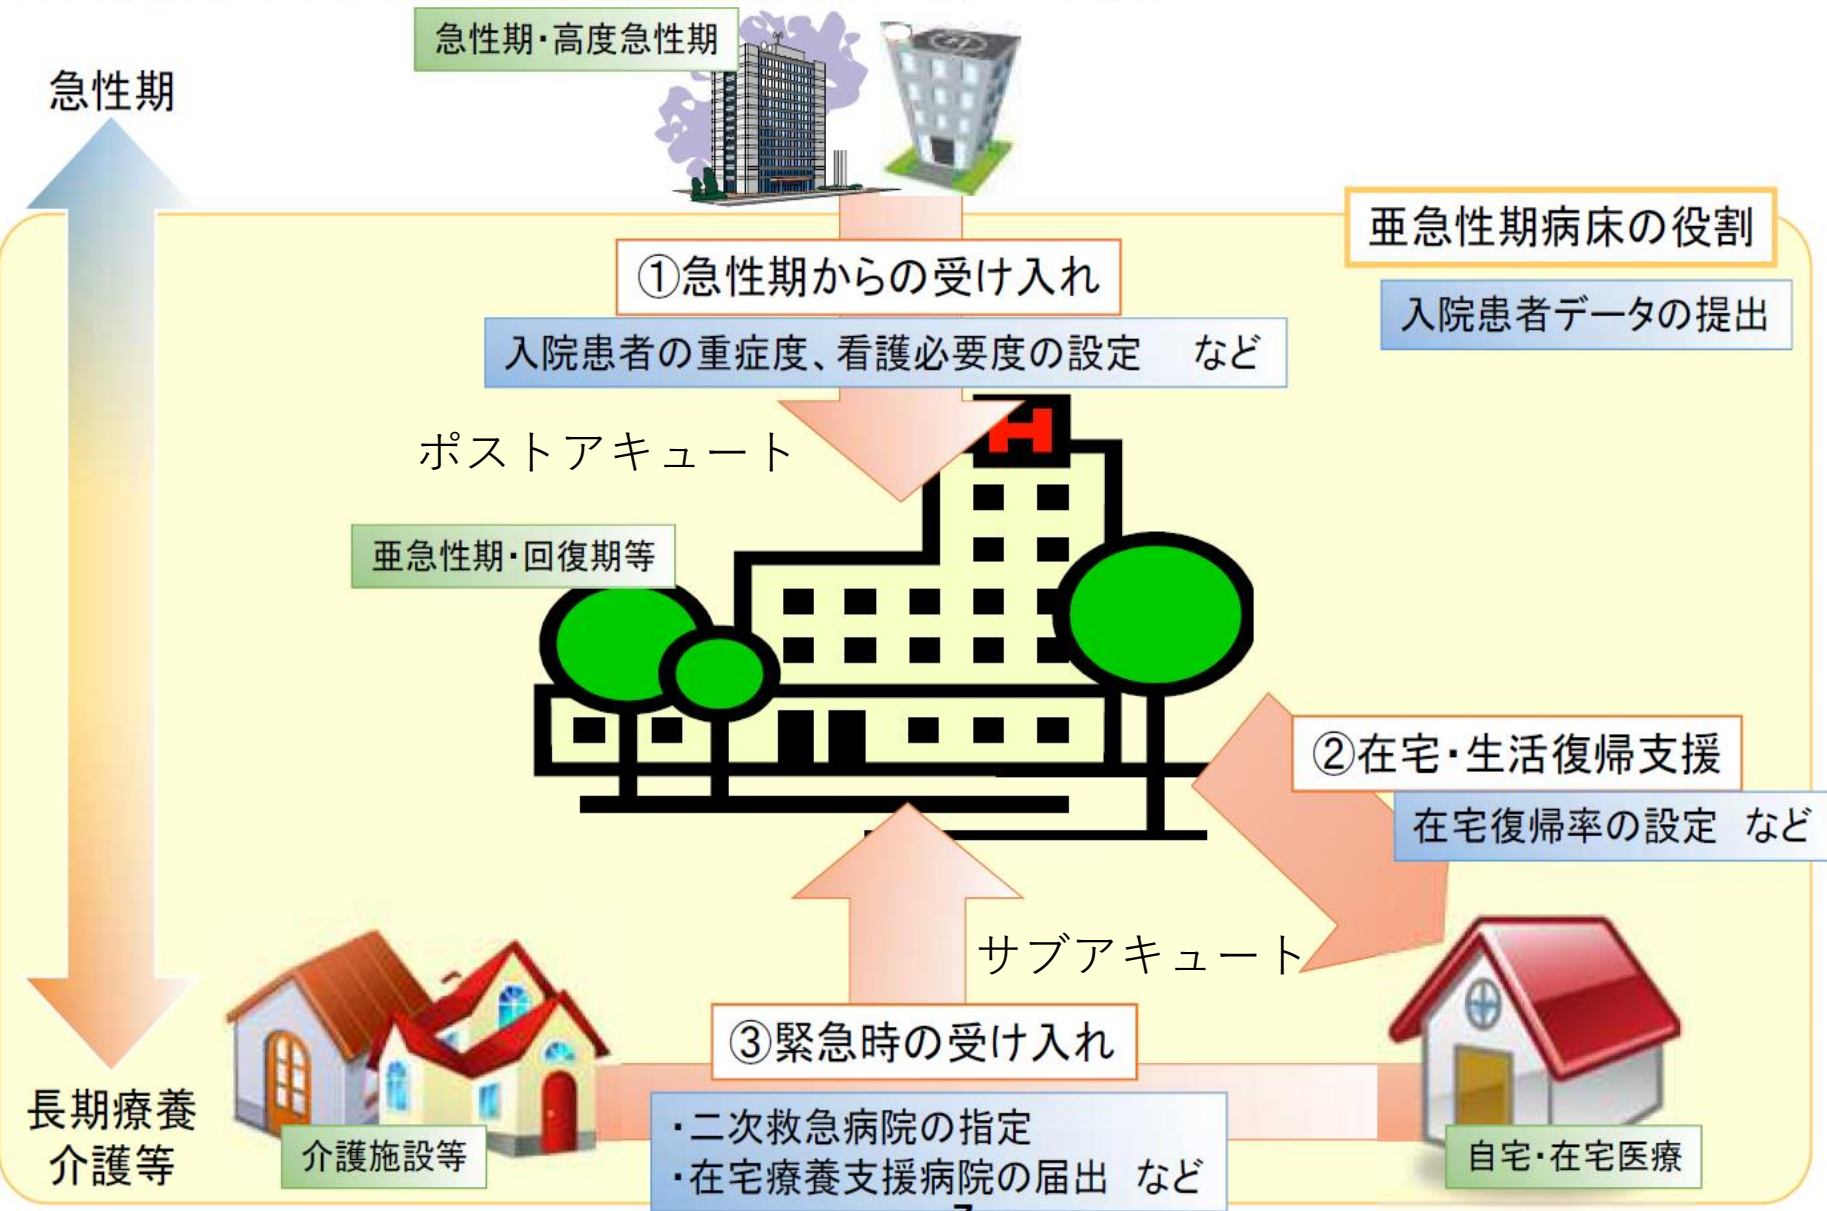 急性期・高度急性期
急性期
亜急性期病床の役割
①急性期からの受け入れ
入院患者データの提出
入院患者の重症度、看護必要度の設定　など
H
ポストアキュート
亜急性期・回復期等
②在宅・生活復帰支援
在宅復帰率の設定　など
サブアキュート
③緊急時の受け入れ
長期療養
介護等
介護施設等
・二次救急病院の指定
・在宅療養支援病院の届出　など
自宅・在宅医療